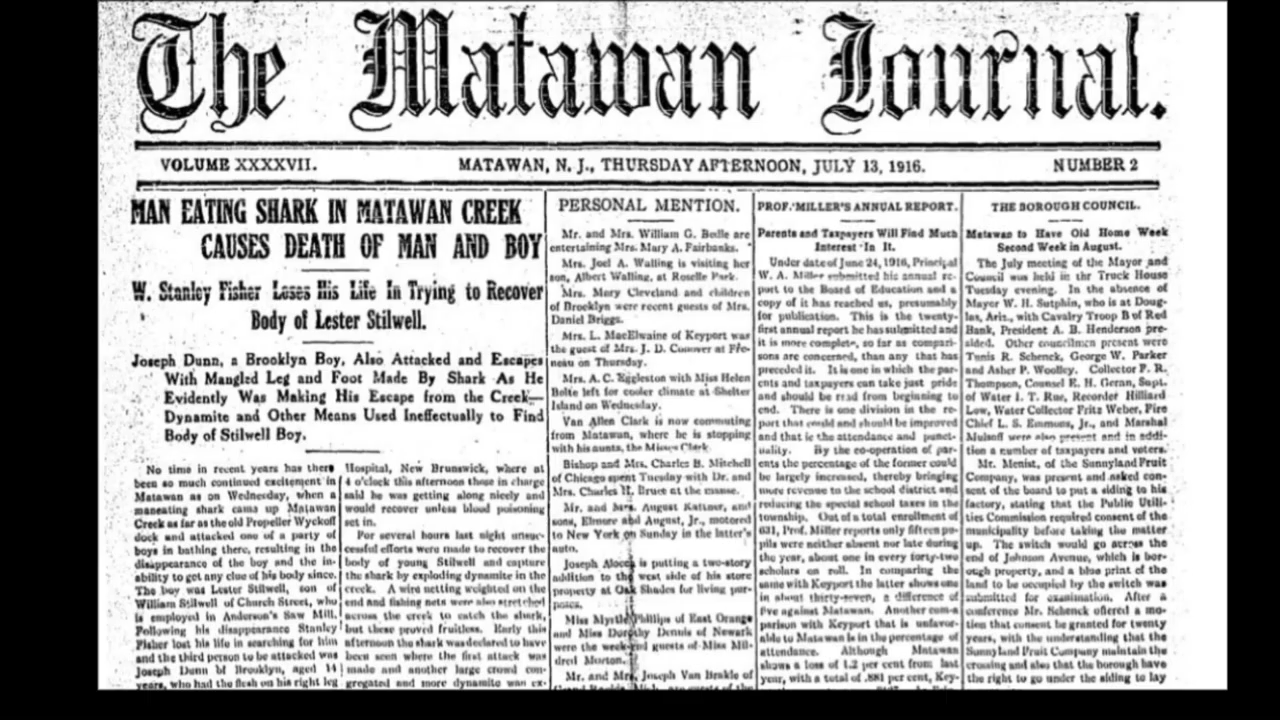 The Matawan Journal.
VOLUME XXXXVII.
MATAWAN, N. J., THURSDAY AFTERNOON, JULY 13, 1916.
NUMBER 2
MAN EATING SHARK IN MATAWAN CREEK
CAUSES DEATH OF MAN AND BOY
W. Stanley Fisher Loses His Life In Trying to Recover
Body of Lester Stilwell.
Joseph Dunn, a Brooklyn Boy, Also Attacked and Escapes
With Mangled Leg and Foot Made By Shark As He
Evidently Was Making His Escape from the Creek—
Dynamite and Other Means Used Ineffectually to Find
Body of Stilwell Boy.
No time in recent years has there
been so much continued excitement in
Matawan as on Wednesday, when a
maneating shark came up Matawan
Creek as far as the old Propeller Wyckoff
dock and attacked one of a party of
boys in bathing there, resulting in the
disappearance of the boy and the in-
ability to get any clue of his body since.
The boy was Lester Stilwell, son of
William Stilwell of Church Street, who
is employed in Anderson's Saw Mill.
Following his disappearance Stanley
Fisher lost his life in searching for him
and the third person to be attacked was
Joseph Dunn of Brooklyn, aged 14
years, who had the flesh on his right leg
Hospital, New Brunswick, where at
4 o'clock this afternoon those in charge
said he was getting along nicely and
would recover unless blood poisoning
set in.
For several hours last night unsuc-
cessful efforts were made to recover the
body of young Stilwell and capture
the shark by exploding dynamite in the
creek. A wire netting weighted on the
end and fishing nets were also stretched
across the creek to catch the shark,
but these proved fruitless. Early this
afternoon the shark was declared to have
been seen where the first attack was
made and another large crowd con-
gregated and more dynamite was ex-
PERSONAL MENTION.
Mr. and Mrs. William G. Bedle are
entertaining Mrs. Mary A. Fairbanks.
Mrs. Joel A. Walling is visiting her
son, Albert Walling, at Roselle Park.
Mrs. Mary Cleveland and children
of Brooklyn were recent guests of Mrs.
Daniel Briggs.
Mrs. L. MacElwaine of Keyport was
the guest of Mrs. J. D. Conover at Fre-
neau on Thursday.
Mrs. A. C. Eggleston with Miss Helen
Bolte left for cooler climate at Shelter
Island on Wednesday.
Van Allen Clark is now commuting
from Matawan, where he is stopping
with his aunts, the Misses Clark.
Bishop and Mrs. Charles B. Mitchell
of Chicago spent Tuesday with Dr. and
Mrs. Charles H. Bruce at the manse.
Mr. and Mrs. August Kattour, and
sons, Elmore and August, Jr., motored
to New York on Sunday in the latter's
auto.
Joseph Alocca is putting a two-story
addition to the west side of his store
property at Oak Shades for living pur-
poses.
Miss Myrtle Phillips of East Orange
and Miss Dorothy Dennis of Newark
were the week-end guests of Miss Mil-
dred Morton.
Mr. and Mrs. Joseph Van Brakle of
PROF. MILLER'S ANNUAL REPORT.
Parents and Taxpayers Will Find Much
Interest In It.
Under date of June 24, 1916, Principal
W. A. Miller submitted his annual re-
port to the Board of Education and a
copy of it has reached us, presumably
for publication. This is the twenty-
first annual report he has submitted and
it is more complete, so far as compari-
sons are concerned, than any that has
preceded it. It is one in which the par-
ents and taxpayers can take just pride
and should be read from beginning to
end. There is one division in the re-
port that could and should be improved
and that is the attendance and punct-
uality. By the co-operation of par-
ents the percentage of the former could
be largely increased, thereby bringing
more revenue to the school district and
reducing the special school taxes in the
township. Out of a total enrollment of
631, Prof. Miller reports only fifteen pu-
pils were neither absent nor late during
the year, about one in every forty-two
scholars on roll. In comparing the
same with Keyport the latter shows one
in about thirty-seven, a difference of
five against Matawan. Another com-
parison with Keyport that is unfavor-
able to Matawan is in the percentage of
attendance. Although Matawan
shows a loss of 1.2 per cent from last
year, with a total of .881 per cent, Key-
THE BOROUGH COUNCIL.
Matawan to Have Old Home Week
Second Week in August.
The July meeting of the Mayor and
Council was held in the Truck House
Tuesday evening. In the absence of
Mayor W. H. Sutphin, who is at Doug-
las, Ariz., with Cavalry Troop B of Red
Bank, President A. B. Henderson pre-
sided. Other councilmen present were
Tunis R. Schenck, George W. Parker
and Asher P. Woolley. Collector F. R.
Thompson, Counsel E. H. Geran, Supt.
of Water I. T. Rue, Recorder Hilliard
Low, Water Collector Fritz Weber, Fire
Chief L. S. Emmons, Jr., and Marshal
were also present and in addi-
tion a number of taxpayers and voters.
Mr. Menist, of the Sunnyland Fruit
Company, was present and asked con-
sent of the board to put a siding to his
factory, stating that the Public Utili-
ties Commission required consent of the
municipality before taking the matter
up. The switch would go across the
end of Johnson Avenue, which is bor-
ough property, and a blue print of the
land to be occupied by the switch was
submitted for examination. After a
conference Mr. Schenck offered a mo-
tion that consent be granted for twenty
years, with the understanding that the
Sunnyland Fruit Company maintain the
crossing and also that the borough have
the right to go under the siding to lay